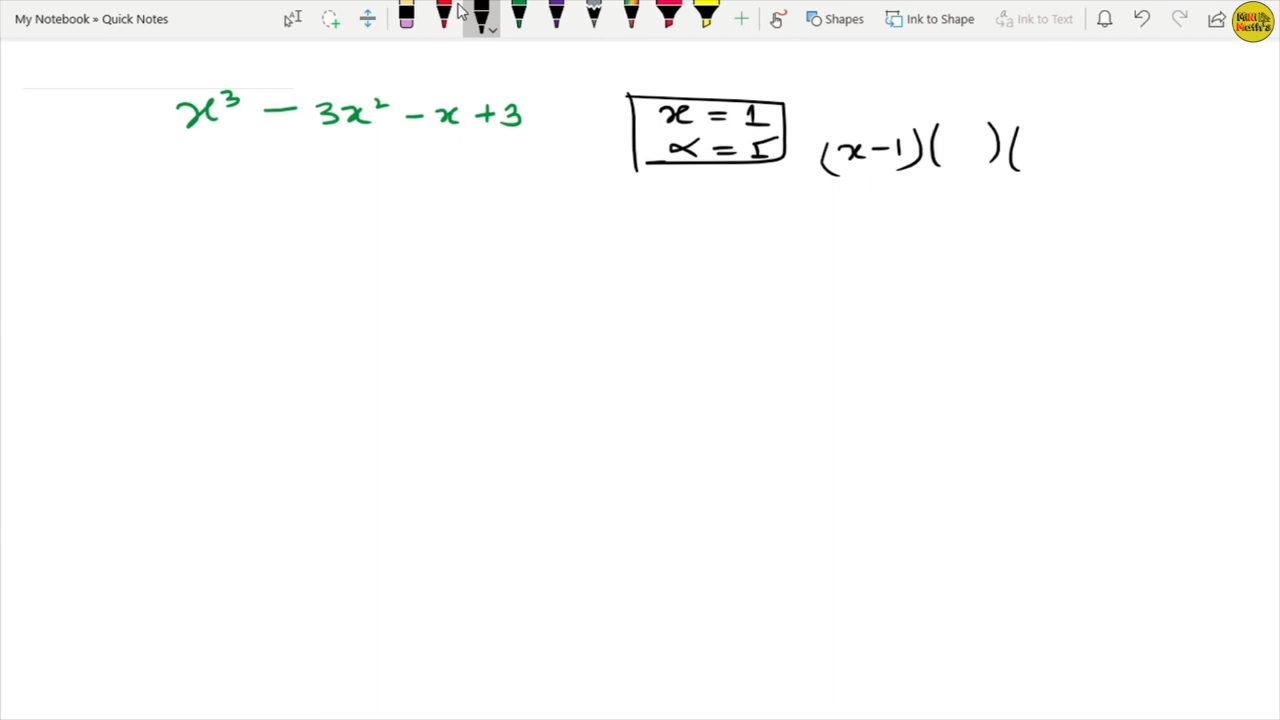 My Notebook » Quick Notes
Shapes
Ink to Shape
Ink to Text
x³ − 3x² − x + 3
x = 1
α = 1
(x−1)( )(